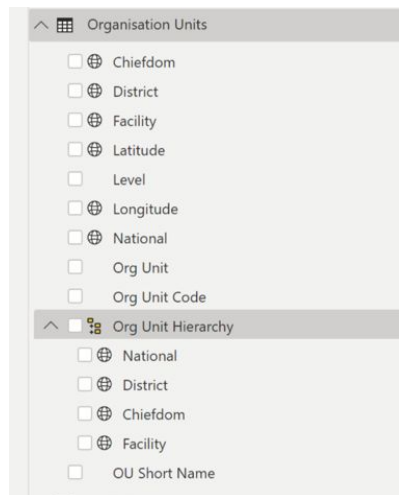 Organisation Units
Chiefdom
District
Facility
Latitude
Level
Longitude
National
Org Unit
Org Unit Code
Org Unit Hierarchy
National
District
Chiefdom
Facility
OU Short Name